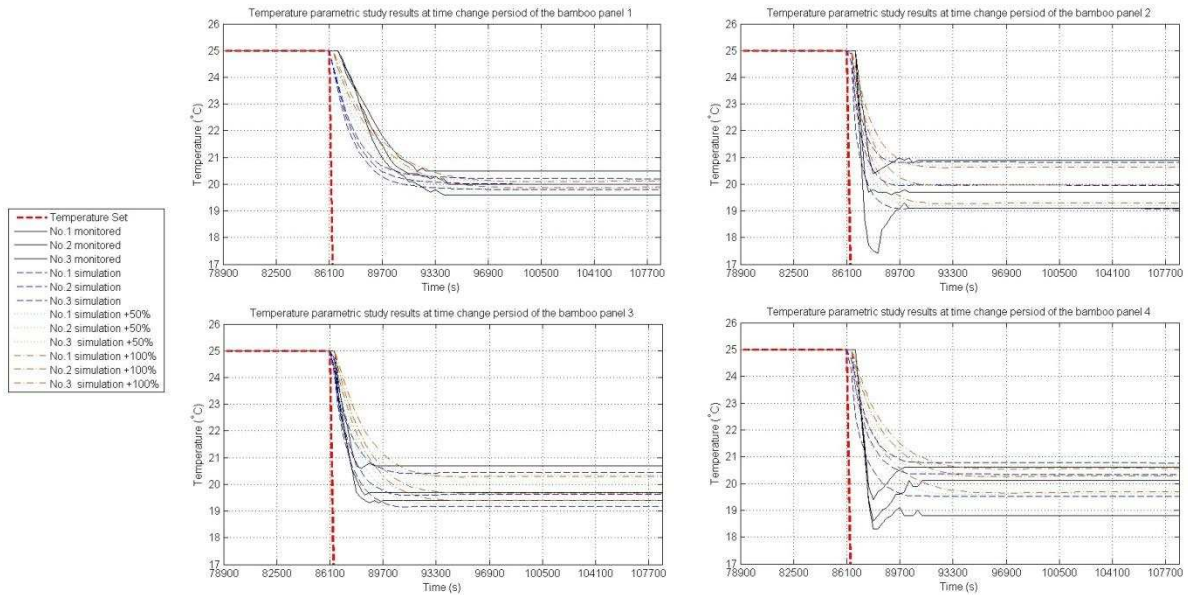 Temperature parametric study results at time change persiod of the bamboo panel 1
26
25
24
23
22
21
20
19
18
17
Temperature (°C)
78900 82500 86100 89700 93300 96900 100500 104100 107700
Time (s)
Temperature parametric study results at time change persiod of the bamboo panel 2
26
25
24
23
22
21
20
19
18
17
Temperature (°C)
78900 82500 86100 89700 93300 96900 100500 104100 107700
Time (s)
Temperature Set
No.1 monitored
No.2 monitored
No.3 monitored
No.1 simulation
No.2 simulation
No.3 simulation
No.1 simulation +50%
No.2 simulation +50%
No.3 simulation +50%
No.1 simulation +100%
No.2 simulation +100%
No.3 simulation +100%
Temperature parametric study results at time change persiod of the bamboo panel 3
26
25
24
23
22
21
20
19
18
17
Temperature (°C)
78900 82500 86100 89700 93300 96900 100500 104100 107700
Time (s)
Temperature parametric study results at time change persiod of the bamboo panel 4
26
25
24
23
22
21
20
19
18
17
Temperature (°C)
78900 82500 86100 89700 93300 96900 100500 104100 107700
Time (s)